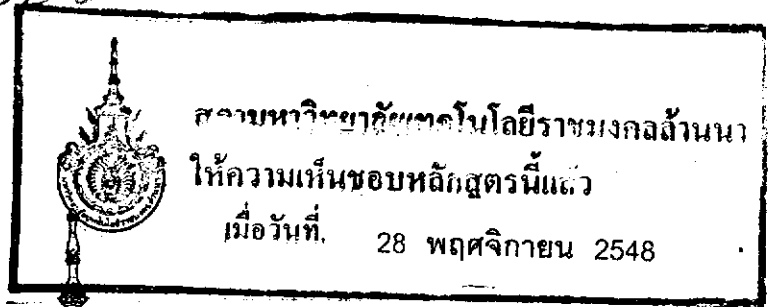 สภามหาวิทยาลัยเทคโนโลยีราชมงคลล้านนา
ให้ความเห็นชอบหลักสูตรนี้แล้ว
เมื่อวันที่. 28 พฤศจิกายน 2548